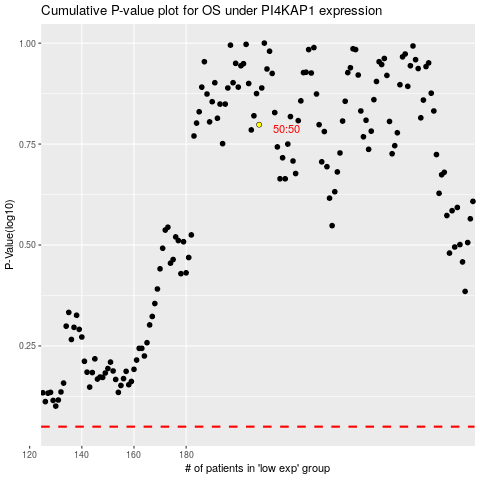 Cumulative P-value plot for OS under PI4KAP1 expression
1.00
0.75
0.50
0.25
P-Value(log10)
50:50
120 140 160 180
# of patients in 'low exp' group